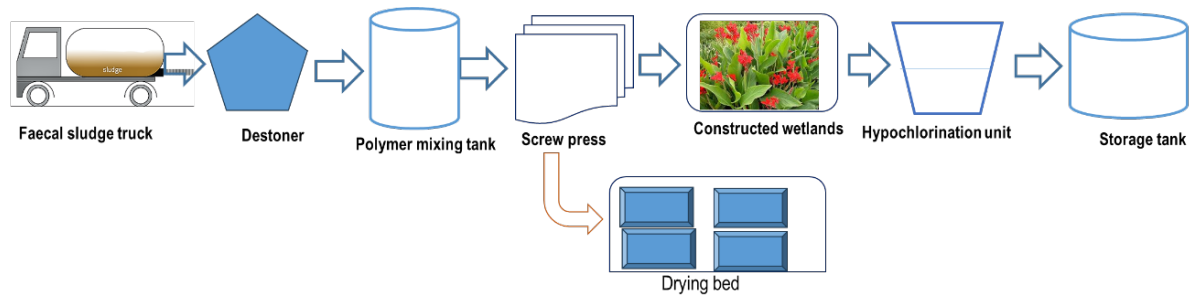 sludge
Faecal sludge truck
Destoner
Polymer mixing tank
Screw press
Constructed wetlands
Hypochlorination unit
Storage tank
Drying bed